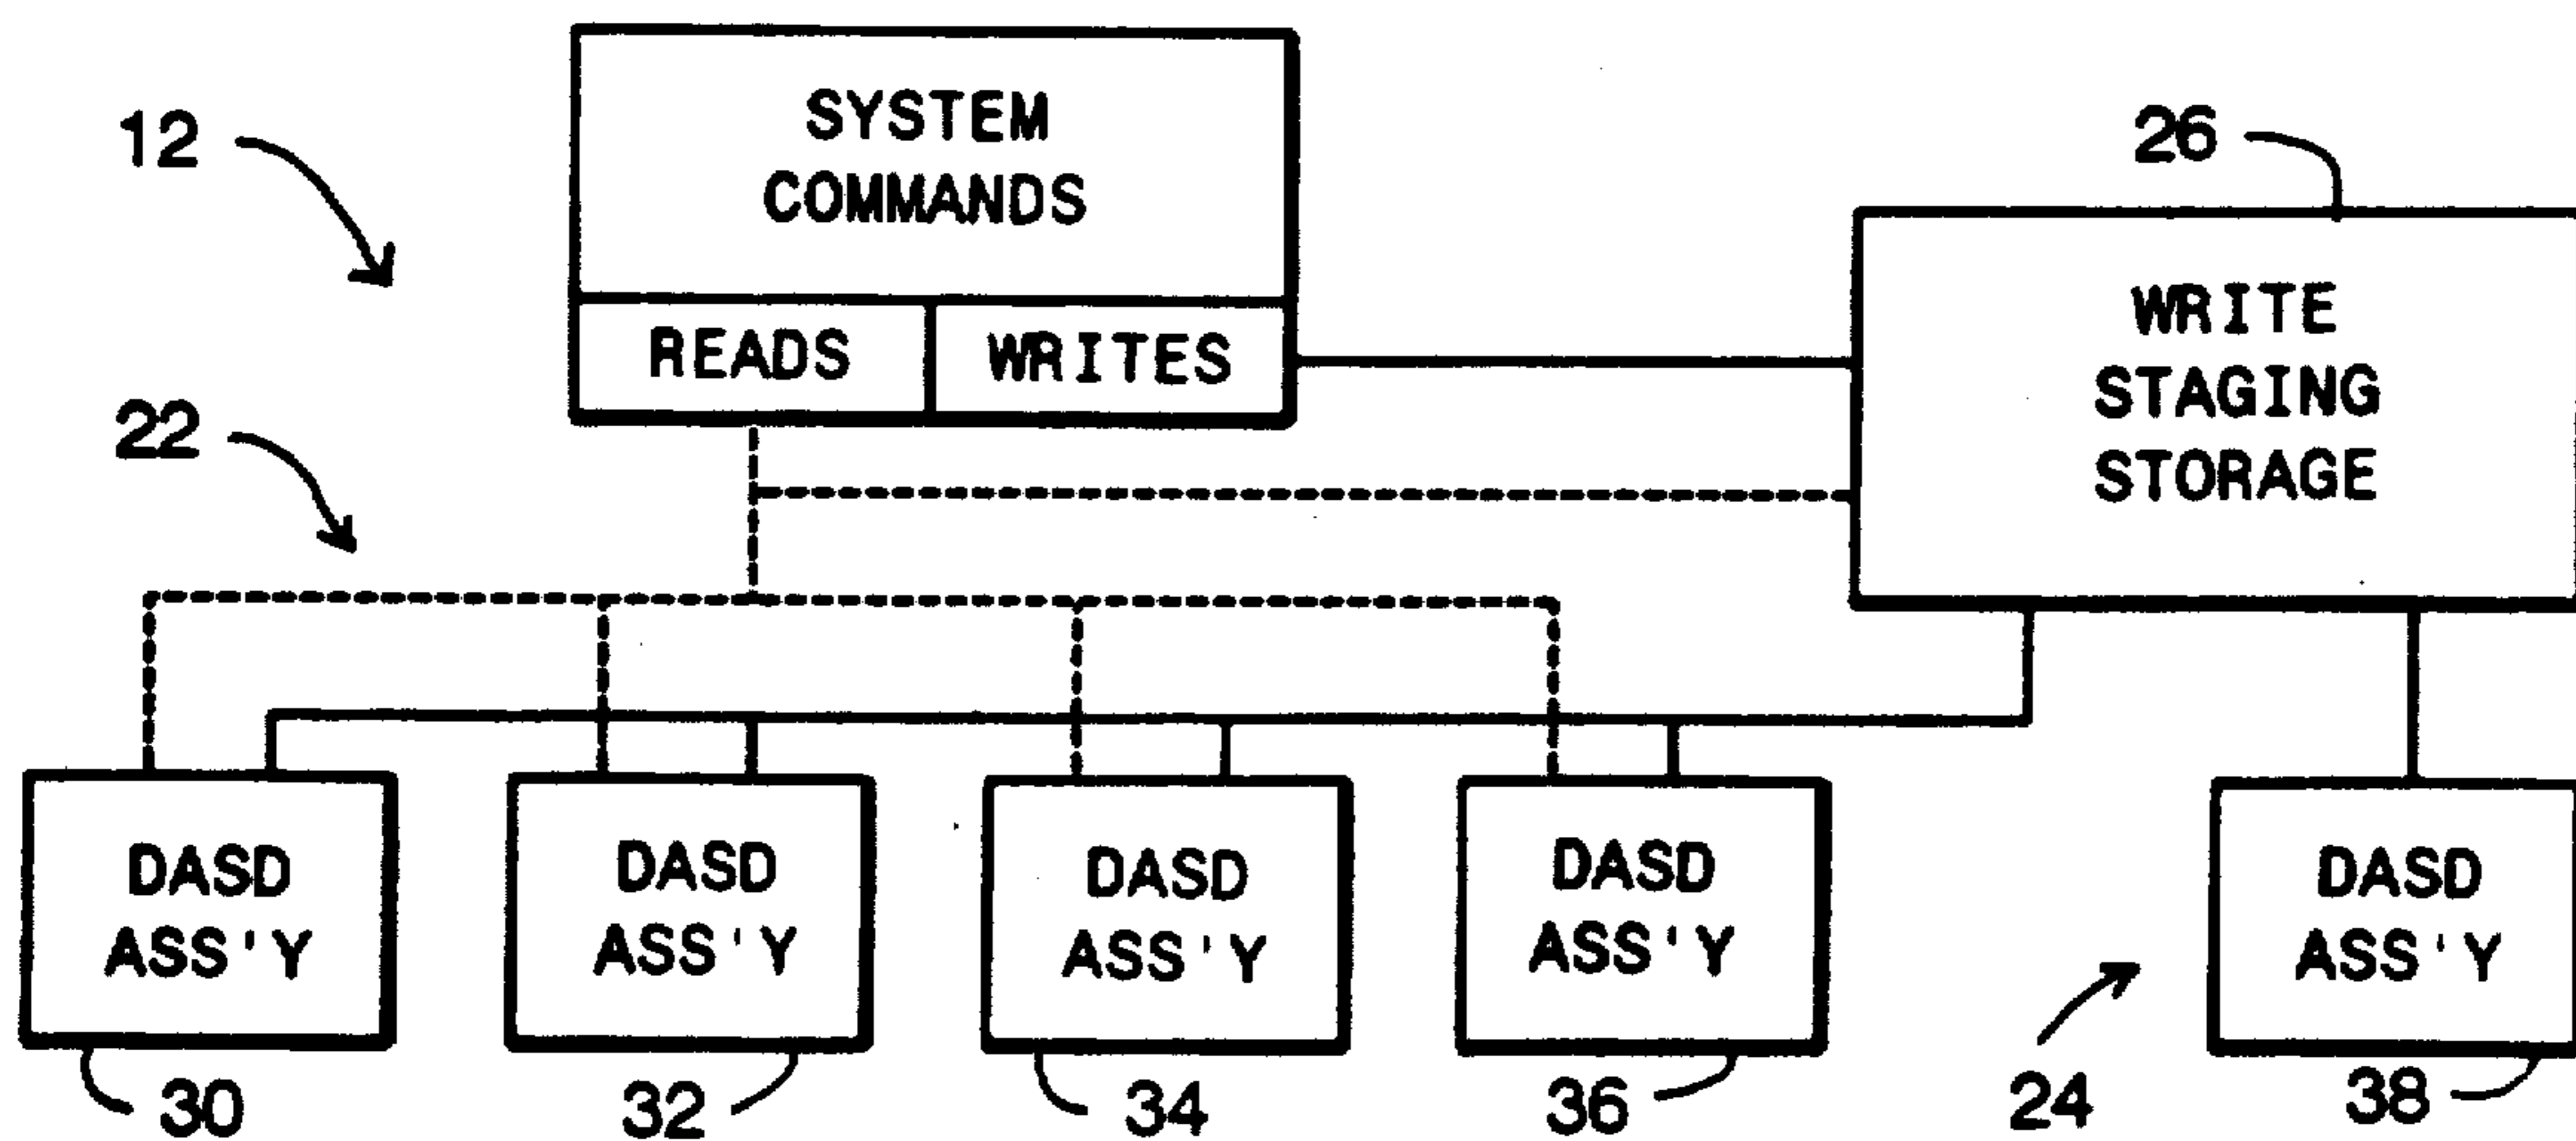 12
SYSTEM
COMMANDS
READS
WRITES
26
WRITE
STAGING
STORAGE
22
DASD
ASS'Y
DASD
ASS'Y
DASD
ASS'Y
DASD
ASS'Y
DASD
ASS'Y
30
32
34
36
24
38